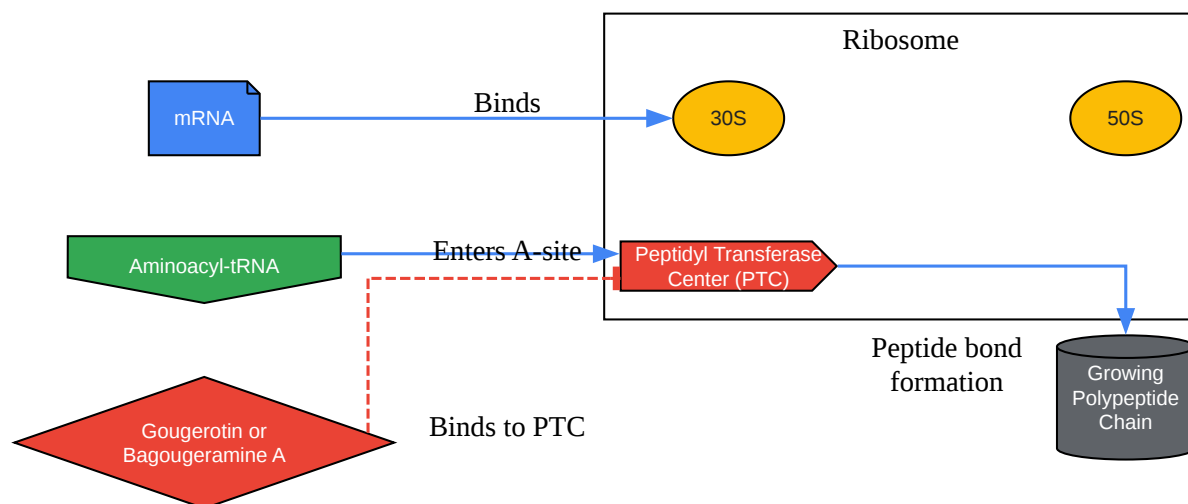 Ribosome
mRNA
Binds
30S
50S
Aminoacyl-tRNA
Enters A-site
Peptidyl Transferase
Center (PTC)
Peptide bond
formation
Growing
Polypeptide
Chain
Gougerotin or
Bagougeramine A
Binds to PTC